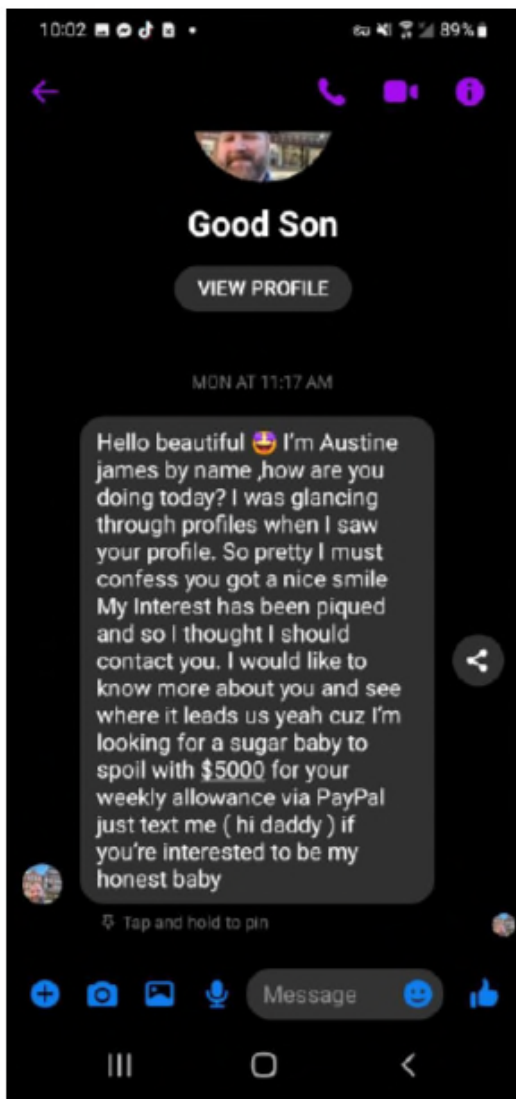 10:02
89%
Good Son
VIEW PROFILE
MON AT 11:17 AM
Hello beautiful 🤩 I'm Austine
james by name ,how are you
doing today? I was glancing
through profiles when I saw
your profile. So pretty I must
confess you got a nice smile
My Interest has been piqued
and so I thought I should
contact you. I would like to
know more about you and see
where it leads us yeah cuz I'm
looking for a sugar baby to
spoil with $5000 for your
weekly allowance via PayPal
just text me ( hi daddy ) if
you're interested to be my
honest baby
Tap and hold to pin
Message